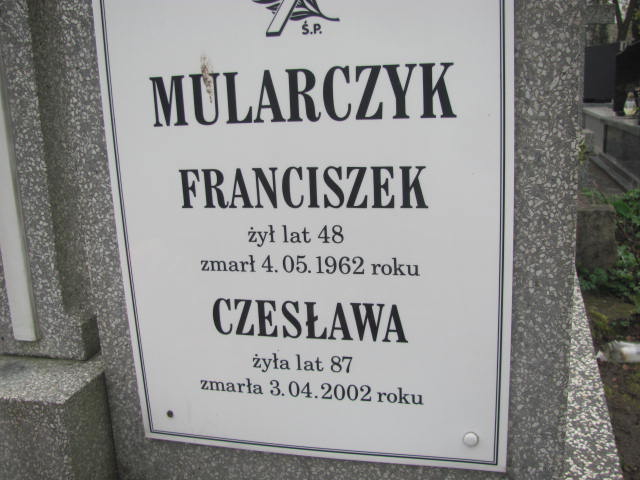 Ś.P.
MULARCZYK
FRANCISZEK
żył lat 48
zmarł 4.05.1962 roku
CZESŁAWA
żyła lat 87
zmarła 3.04.2002 roku